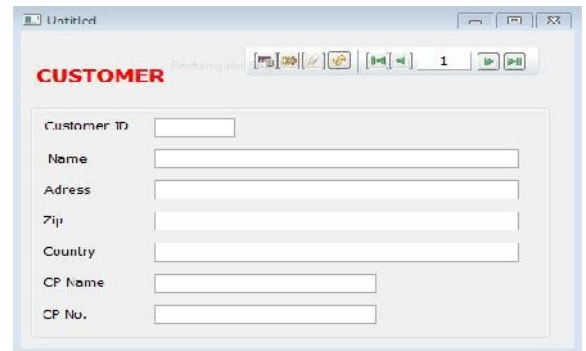 Untitled
1
CUSTOMER
Customer ID
Name
Adress
Zip
Country
CP Name
CP No.